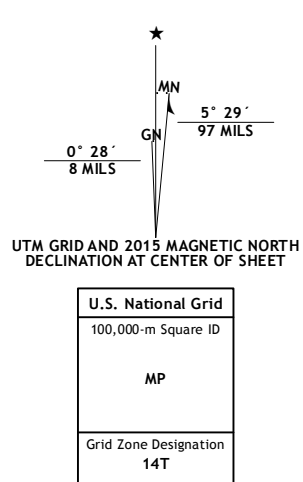 ★
MN
5° 29´
97 MILS
GN
0° 28´
8 MILS
UTM GRID AND 2015 MAGNETIC NORTH
DECLINATION AT CENTER OF SHEET
U.S. National Grid
100,000-m Square ID
MP
Grid Zone Designation
14T